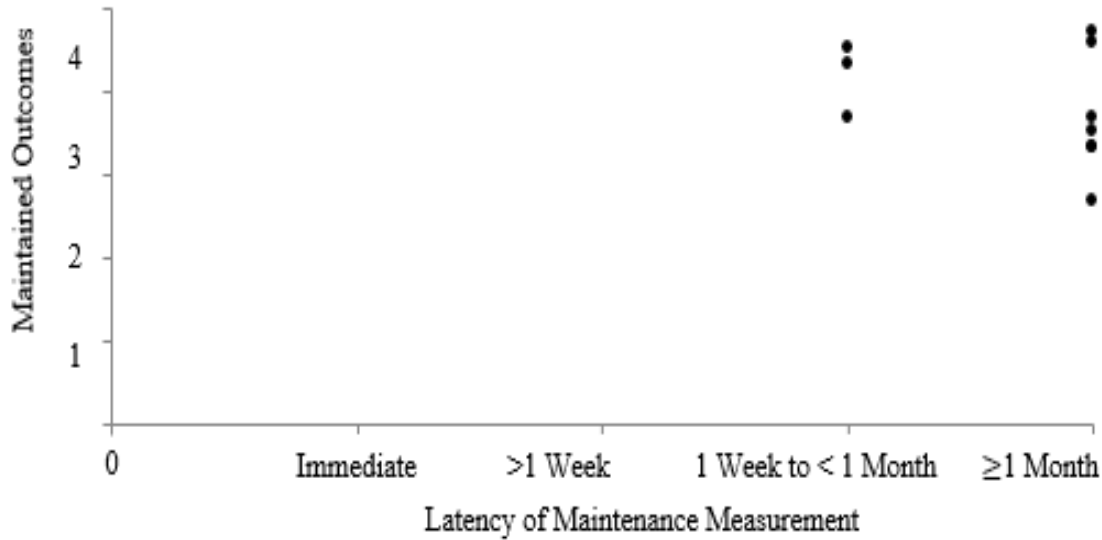 Maintained Outcomes
4
3
2
1
0 Immediate >1 Week 1 Week to < 1 Month ≥1 Month
Latency of Maintenance Measurement